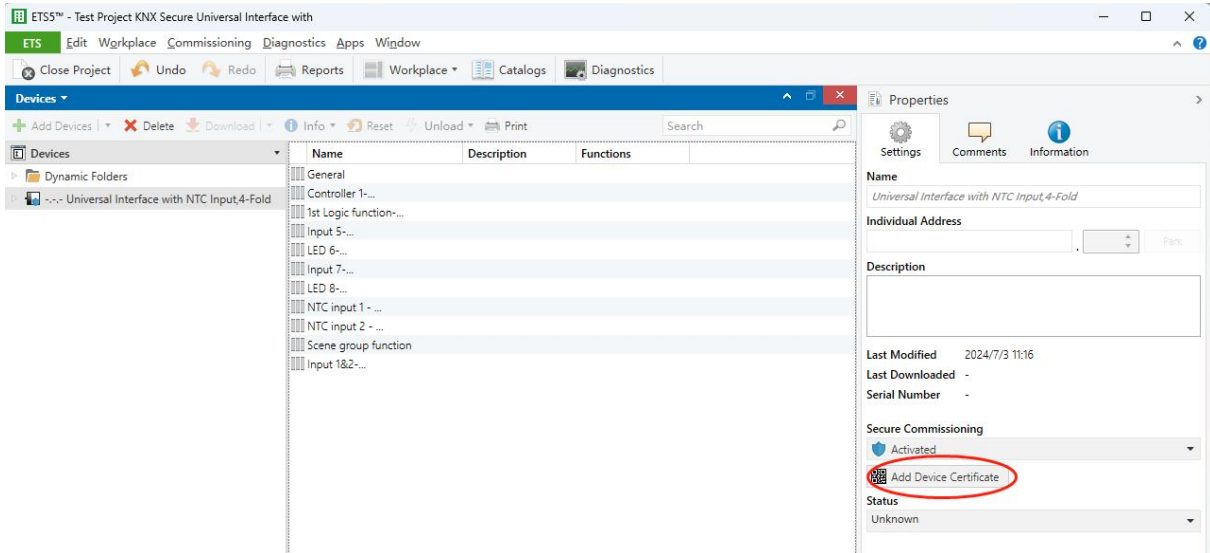 ETS5™ - Test Project KNX Secure Universal Interface with
ETS Edit Workplace Commissioning Diagnostics Apps Window
Close Project Undo Redo Reports Workplace Catalogs Diagnostics
Devices
Add Devices Delete Download Info Reset Unload Print Search
Devices
Dynamic Folders
-.-.- Universal Interface with NTC Input,4-Fold
Name Description Functions
General
Controller 1-...
1st Logic function-...
Input 5-...
LED 6-...
Input 7-...
LED 8-...
NTC input 1 - ...
NTC input 2 - ...
Scene group function
Input 1&2-...
Properties
Settings Comments Information
Name
Universal Interface with NTC Input,4-Fold
Individual Address
. Park
Description
Last Modified 2024/7/3 11:16
Last Downloaded -
Serial Number -
Secure Commissioning
Activated
Add Device Certificate
Status
Unknown